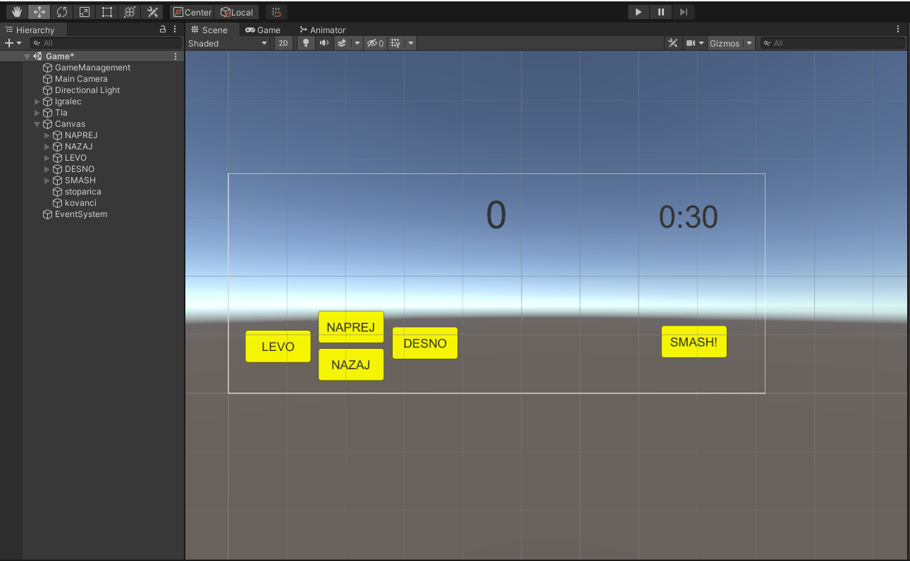 Center Local
Hierarchy
All
Game*
GameManagement
Main Camera
Directional Light
Igralec
Tla
Canvas
NAPREJ
NAZAJ
LEVO
DESNO
SMASH
stoparica
kovanci
EventSystem
Scene Game Animator
Shaded 2D 0 Gizmos All
0 0:30
NAPREJ
LEVO DESNO SMASH!
NAZAJ